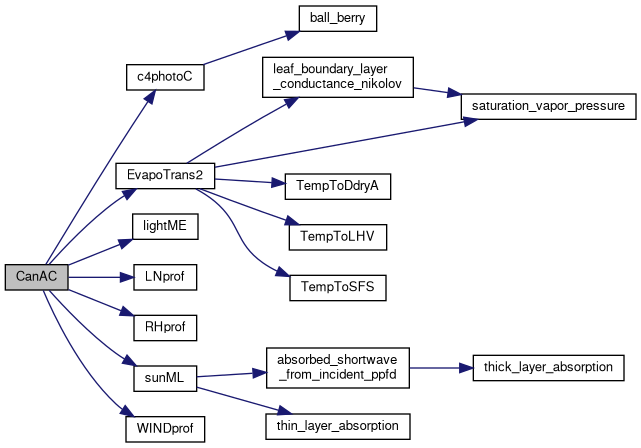 ball_berry
c4photoC
leaf_boundary_layer
_conductance_nikolov
saturation_vapor_pressure
EvapoTrans2
TempToDdryA
lightME
TempToLHV
CanAC
LNprof
TempToSFS
RHprof
absorbed_shortwave
_from_incident_ppfd
thick_layer_absorption
sunML
thin_layer_absorption
WINDprof